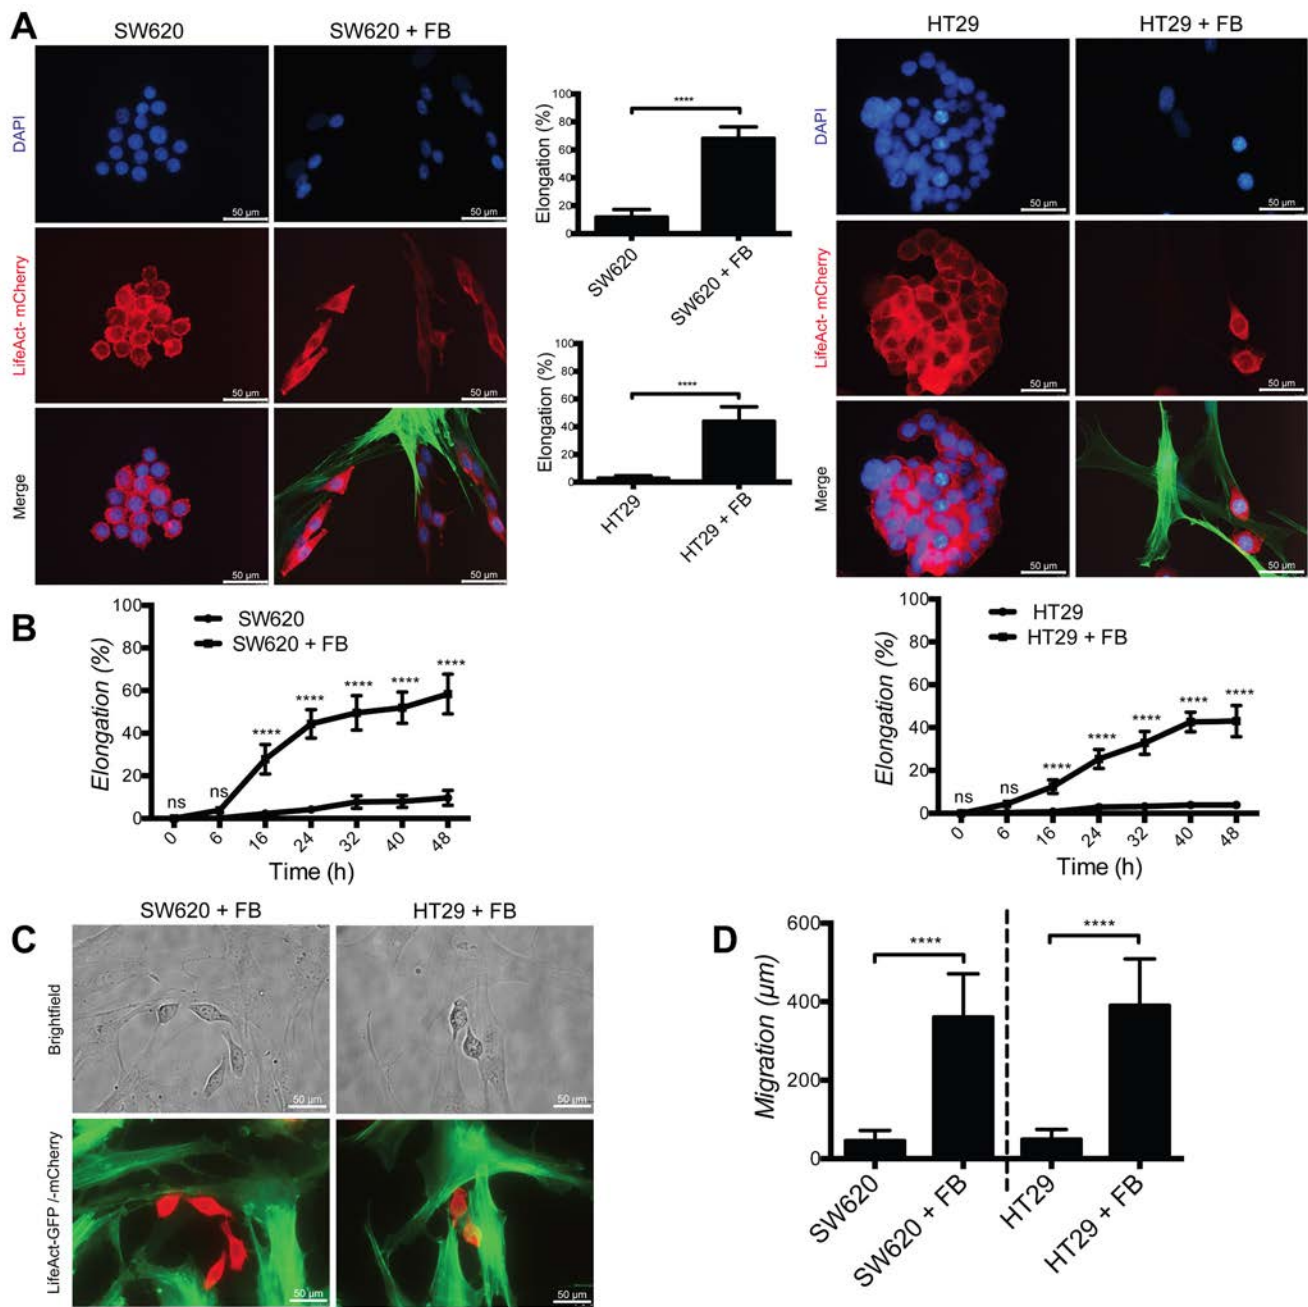 A
SW620
SW620 + FB
DAPI
50 µm
50 µm
LifeAct- mCherry
50 µm
50 µm
Merge
50 µm
50 µm
Elongation (%)
100
80
60
40
20
0
****
SW620
SW620 + FB
Elongation (%)
100
80
60
40
20
0
****
HT29
HT29 + FB
HT29
HT29 + FB
DAPI
50 µm
50 µm
LifeAct- mCherry
50 µm
50 µm
Merge
50 µm
50 µm
B
Elongation (%)
100
80
60
40
20
0
SW620
SW620 + FB
ns
ns
****
****
****
****
****
0
6
16
24
32
40
48
Time (h)
Elongation (%)
100
80
60
40
20
0
HT29
HT29 + FB
ns
ns
****
****
****
****
****
0
6
16
24
32
40
48
Time (h)
C
SW620 + FB
HT29 + FB
Brightfield
50 µm
50 µm
LifeAct-GFP /-mCherry
50 µm
50 µm
D
Migration (µm)
600
400
200
0
****
****
SW620
SW620 + FB
HT29
HT29 + FB